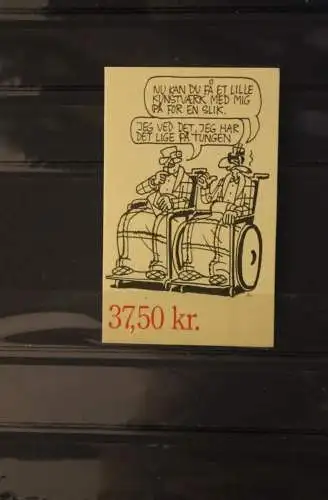 NU KAN DU FÅ ET LILLE
KUNSTVÆRK MED MIG
PÅ FOR EN SLIK.
JEG VED DET, JEG HAR
DET LIGE PÅ TUNGEN
37,50 kr.